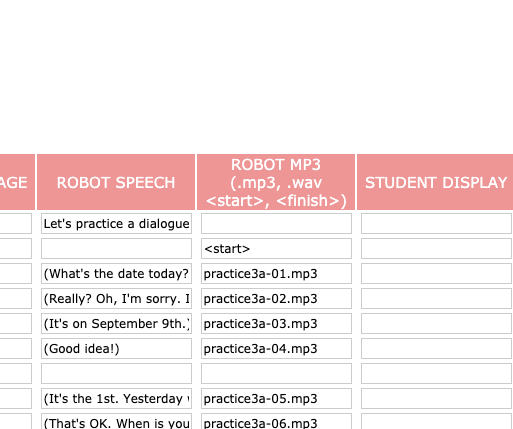 AGE
ROBOT SPEECH
ROBOT MP3
(.mp3, .wav
<start>, <finish>)
STUDENT DISPLAY
Let's practice a dialogue
<start>
(What's the date today? practice3a-01.mp3
(Really? Oh, I'm sorry. I practice3a-02.mp3
(It's on September 9th.) practice3a-03.mp3
(Good idea!) practice3a-04.mp3
(It's the 1st. Yesterday practice3a-05.mp3
(That's OK. When is you practice3a-06.mp3